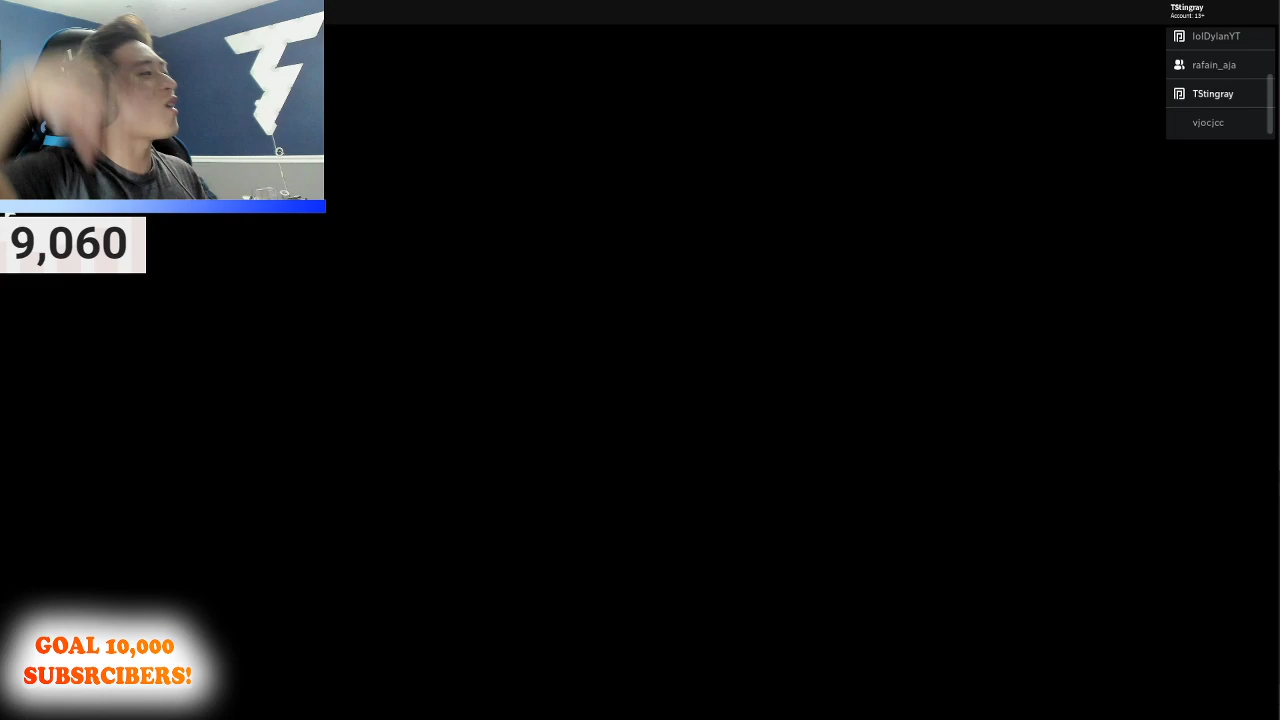 TStingray
Account: 13+
lolDylanYT
rafain_aja
TStingray
vjocjcc
9,060
GOAL 10,000
SUBSRCIBERS!